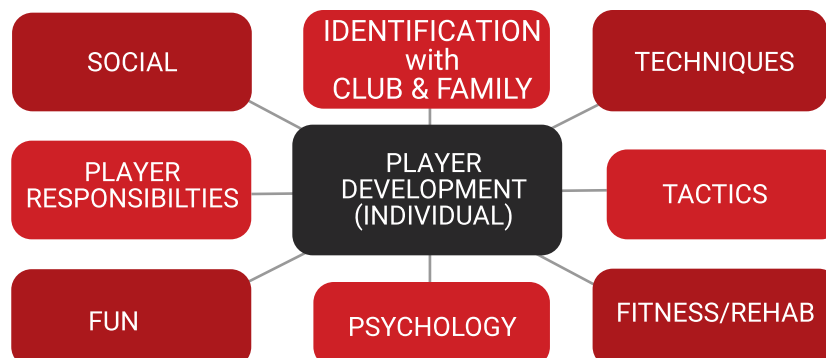 SOCIAL
IDENTIFICATION
with
CLUB & FAMILY
TECHNIQUES
PLAYER
RESPONSIBILTIES
PLAYER
DEVELOPMENT
(INDIVIDUAL)
TACTICS
FUN
PSYCHOLOGY
FITNESS/REHAB